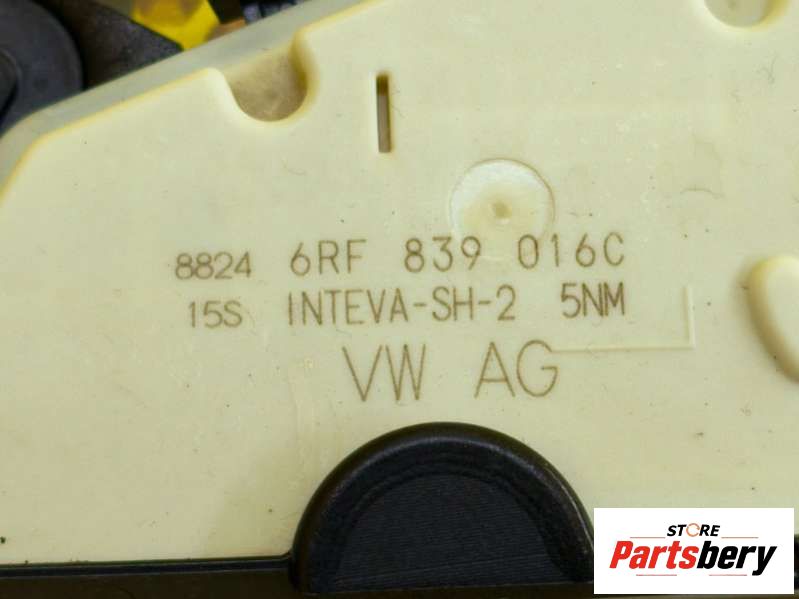 8824 6RF 839 016C
15S INTEVA-SH-2 5NM
VW AG
STORE
Partsbery